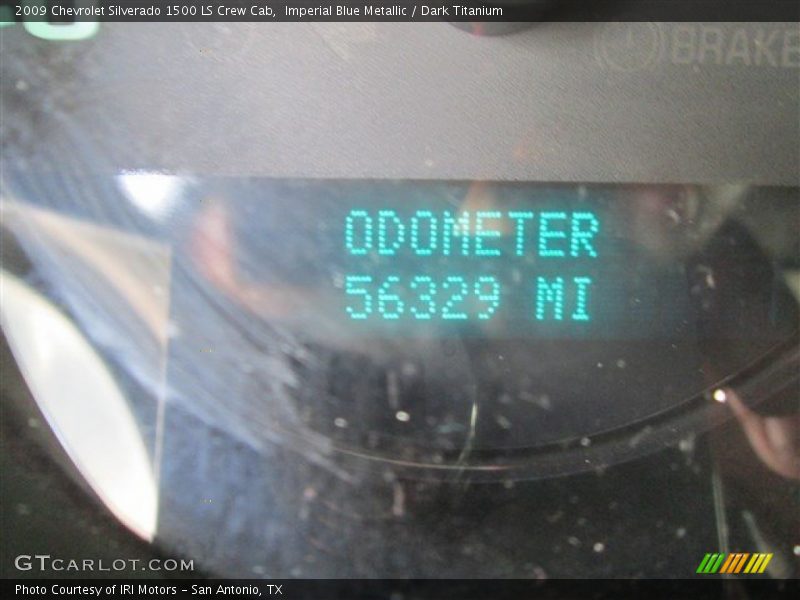 2009 Chevrolet Silverado 1500 LS Crew Cab,  Imperial Blue Metallic / Dark Titanium
BRAKE
ODOMETER
56329 MI
GTCARLOT.COM
Photo Courtesy of IRI Motors – San Antonio, TX